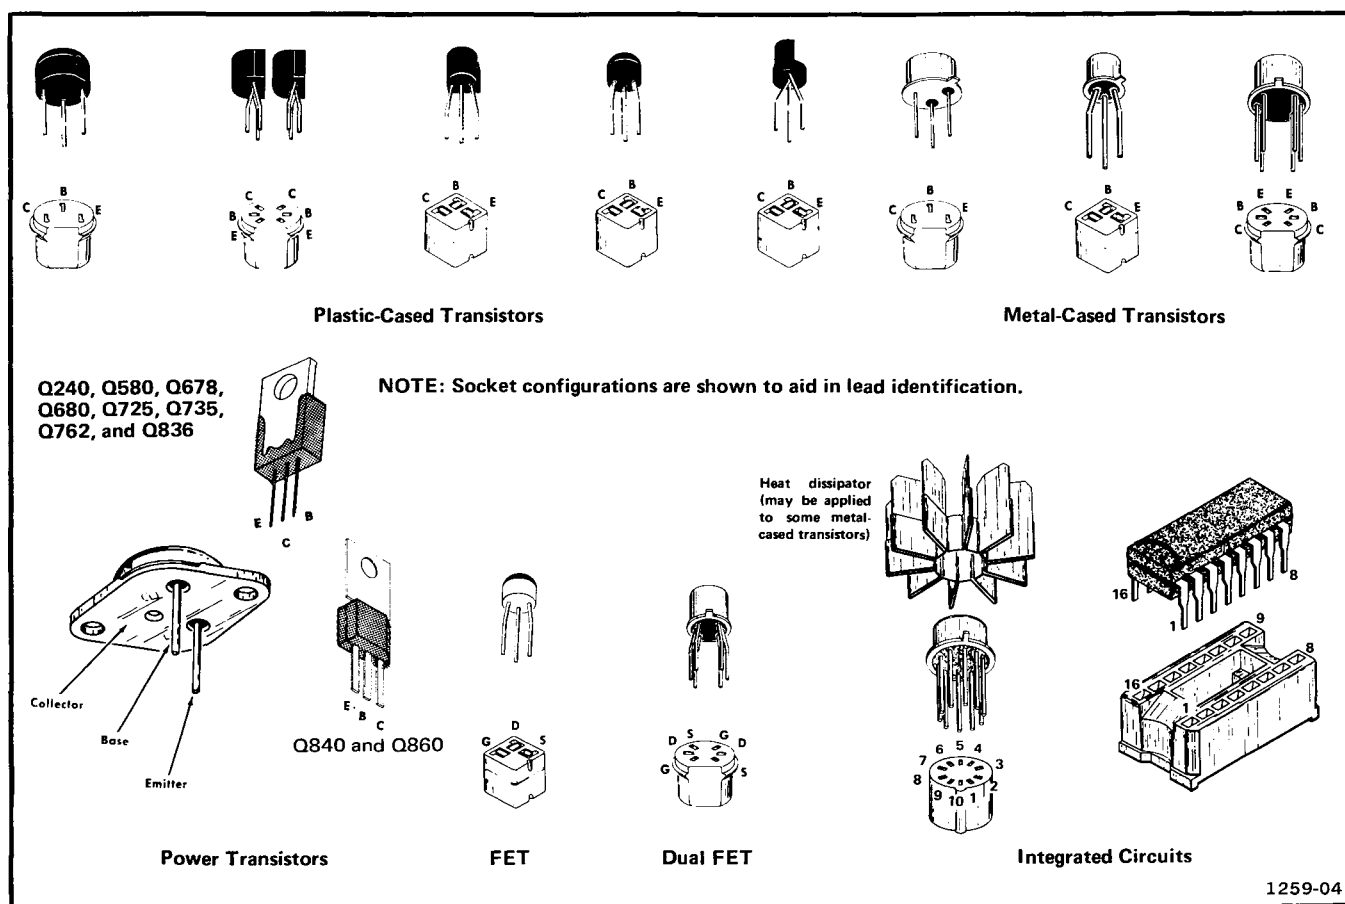 C B E
C C
B B
E E
C B E
C B E
C B E
C B E
C B E
E E
B B
C C
Plastic-Cased Transistors
Metal-Cased Transistors
Q240, Q580, Q678,
Q680, Q725, Q735,
Q762, and Q836
NOTE: Socket configurations are shown to aid in lead identification.
E C B
Collector
Base
Emitter
E B C
Q840 and Q860
G D S
S G
D D
G S
Heat dissipator
(may be applied
to some metal-
cased transistors)
5
6 4
7 3
8 2
9 10 1
16
8
1
9
8
16
1
Power Transistors
FET
Dual FET
Integrated Circuits
1259-04